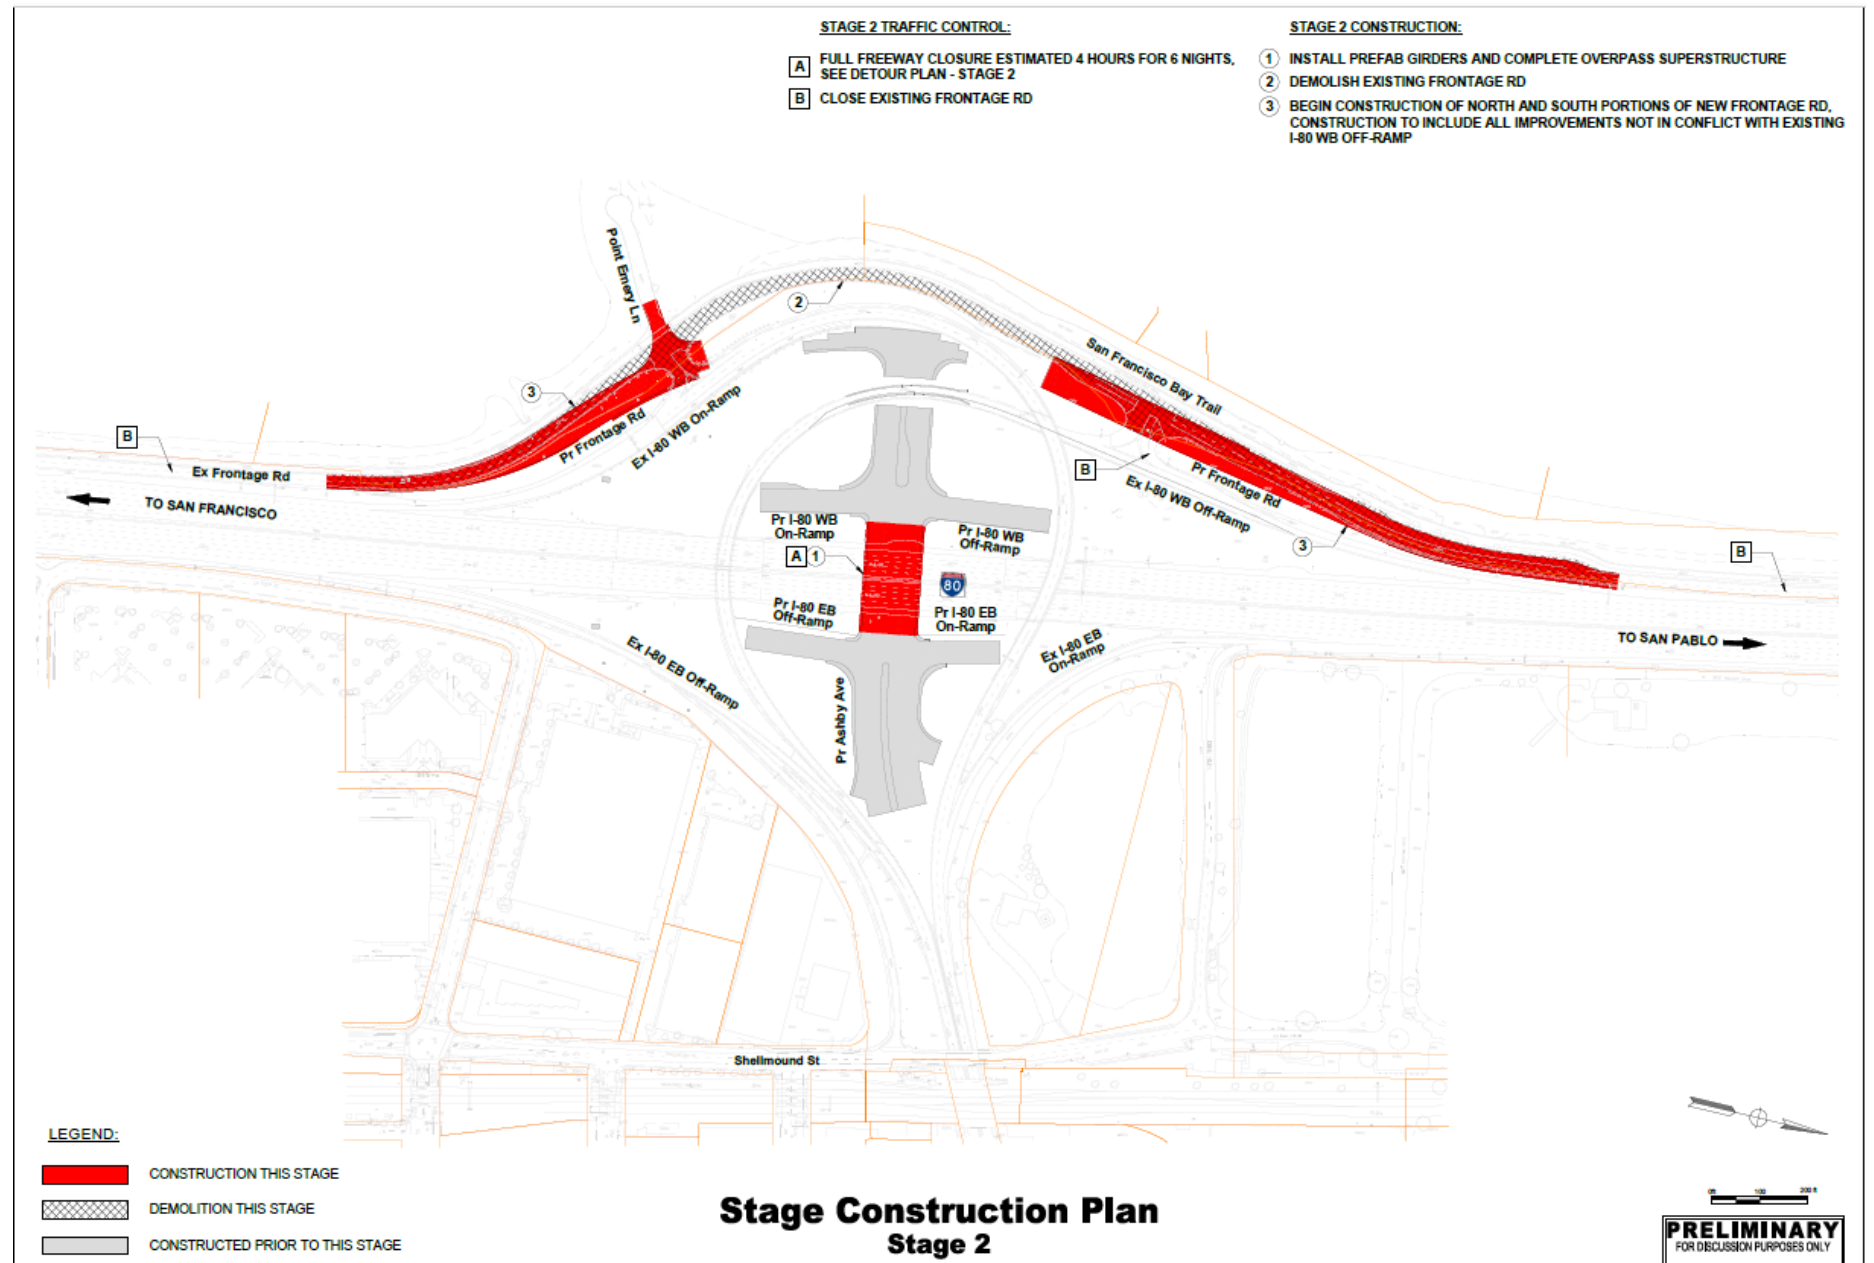 STAGE 2 TRAFFIC CONTROL:
A FULL FREEWAY CLOSURE ESTIMATED 4 HOURS FOR 6 NIGHTS,
SEE DETOUR PLAN - STAGE 2
B CLOSE EXISTING FRONTAGE RD
STAGE 2 CONSTRUCTION:
1 INSTALL PREFAB GIRDERS AND COMPLETE OVERPASS SUPERSTRUCTURE
2 DEMOLISH EXISTING FRONTAGE RD
3 BEGIN CONSTRUCTION OF NORTH AND SOUTH PORTIONS OF NEW FRONTAGE RD,
CONSTRUCTION TO INCLUDE ALL IMPROVEMENTS NOT IN CONFLICT WITH EXISTING
I-80 WB OFF-RAMP
Point Emery Ln
2
San Francisco Bay Trail
3
Pr Frontage Rd
Ex I-80 WB On-Ramp
B
Ex Frontage Rd
TO SAN FRANCISCO
B
Pr Frontage Rd
Ex I-80 WB Off-Ramp
3
B
Pr I-80 WB
On-Ramp
Pr I-80 WB
Off-Ramp
A 1
80
Pr I-80 EB
Off-Ramp
Pr I-80 EB
On-Ramp
Ex I-80 EB Off-Ramp
Ex I-80 EB
On-Ramp
TO SAN PABLO
Pr Ashby Ave
Shellmound St
LEGEND:
CONSTRUCTION THIS STAGE
DEMOLITION THIS STAGE
CONSTRUCTED PRIOR TO THIS STAGE
Stage Construction Plan
Stage 2
0ft 100 200 ft
PRELIMINARY
FOR DISCUSSION PURPOSES ONLY